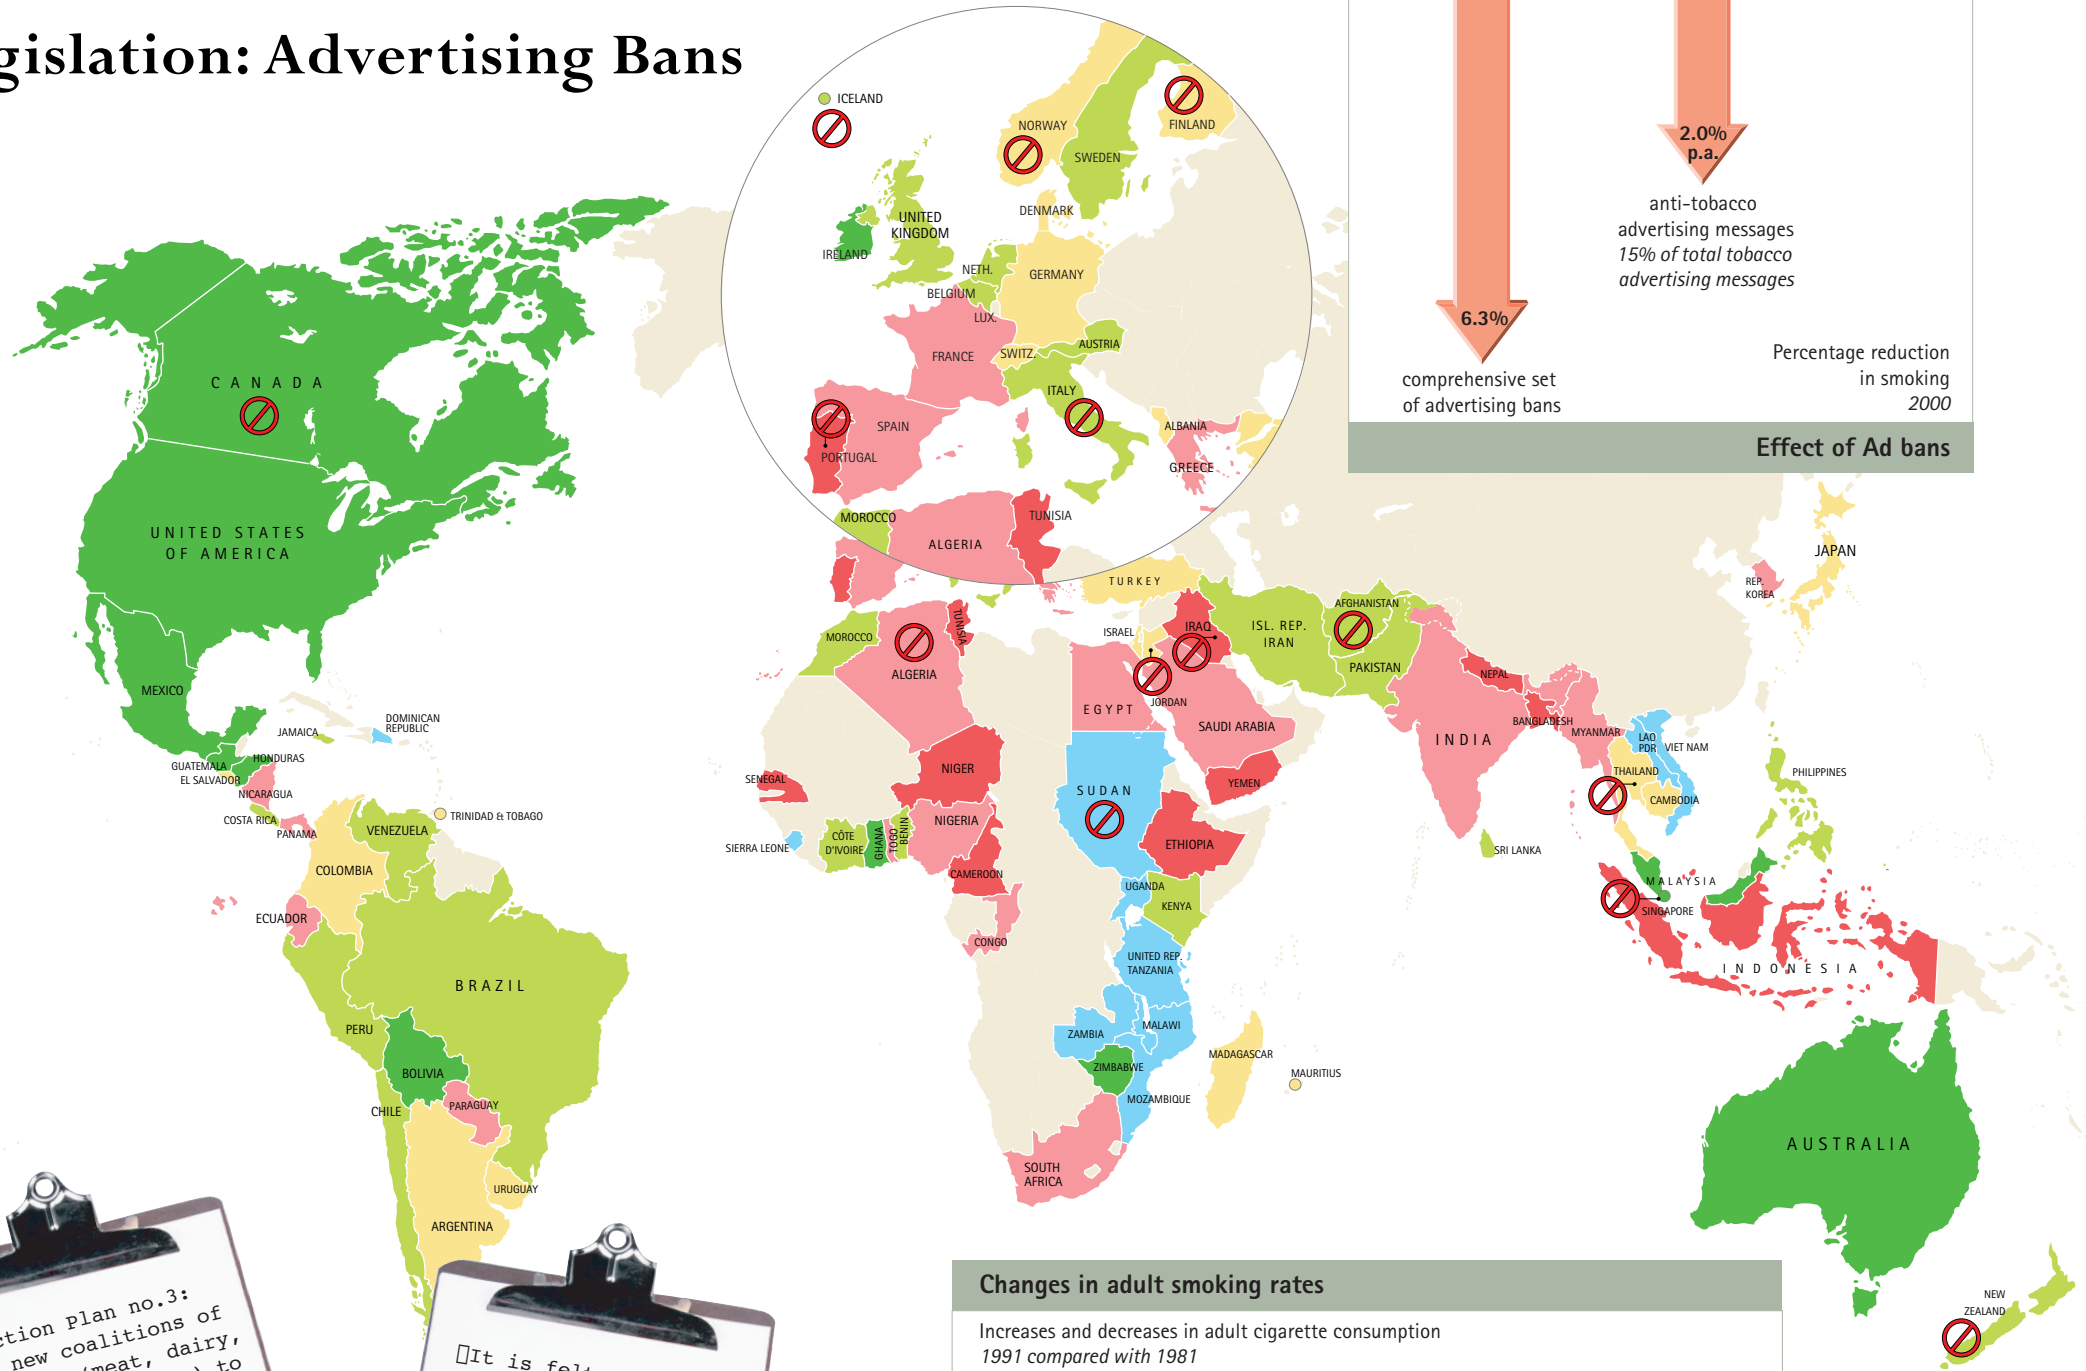 gislation: Advertising Bans
ICELAND
NORWAY
FINLAND
SWEDEN
DENMARK
UNITED
KINGDOM
IRELAND
NETH.
GERMANY
BELGIUM
LUX.
FRANCE
SWITZ.
AUSTRIA
ITALY
SPAIN
PORTUGAL
ALBANIA
GREECE
MOROCCO
ALGERIA
TUNISIA
2.0%
p.a.
anti-tobacco
advertising messages
15% of total tobacco
advertising messages
6.3%
comprehensive set
of advertising bans
Percentage reduction
in smoking
2000
Effect of Ad bans
CANADA
UNITED STATES
OF AMERICA
MEXICO
JAMAICA
DOMINICAN
REPUBLIC
GUATEMALA
HONDURAS
EL SALVADOR
NICARAGUA
COSTA RICA
PANAMA
TRINIDAD & TOBAGO
VENEZUELA
COLOMBIA
ECUADOR
BRAZIL
PERU
BOLIVIA
CHILE
PARAGUAY
URUGUAY
ARGENTINA
TURKEY
MOROCCO
ALGERIA
TUNISIA
ISRAEL
IRAQ
JORDAN
EGYPT
SAUDI ARABIA
YEMEN
ISL. REP.
IRAN
AFGHANISTAN
PAKISTAN
NEPAL
INDIA
BANGLADESH
MYANMAR
LAO
PDR
VIET NAM
THAILAND
CAMBODIA
PHILIPPINES
SRI LANKA
MALAYSIA
SINGAPORE
INDONESIA
REP.
KOREA
JAPAN
SENEGAL
NIGER
SUDAN
SIERRA LEONE
CÔTE
D'IVOIRE
GHANA
TOGO
BENIN
NIGERIA
CAMEROON
ETHIOPIA
UGANDA
KENYA
CONGO
UNITED REP.
TANZANIA
ZAMBIA
MALAWI
ZIMBABWE
MOZAMBIQUE
MADAGASCAR
MAURITIUS
SOUTH
AFRICA
AUSTRALIA
NEW
ZEALAND
ction Plan no.3:
new coalitions of
(meat, dairy,
) to
It is fel
Changes in adult smoking rates
Increases and decreases in adult cigarette consumption
1991 compared with 1981